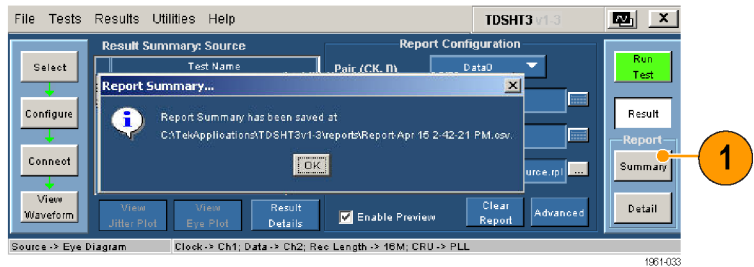 File Tests Results Utilities Help TDSHT3 v1-3
Result Summary: Source Report Configuration
Select
Test Name
Pair (CK, D)
Data0
Run
Test
Report Summary...
Configure
Report Summary has been saved at
C:\TekApplications\TDSHT3v1-3\reports\Report-Apr 15 2-42-21 PM.csv.
OK
Result
Report
1
Connect
urce.rpl ...
Summary
View
Waveform
View
Jitter Plot
View
Eye Plot
Result
Details
Enable Preview
Clear
Report
Advanced
Detail
Source -> Eye Diagram Clock-> Ch1; Data -> Ch2; Rec Length -> 16M; CRU -> PLL
1961-033